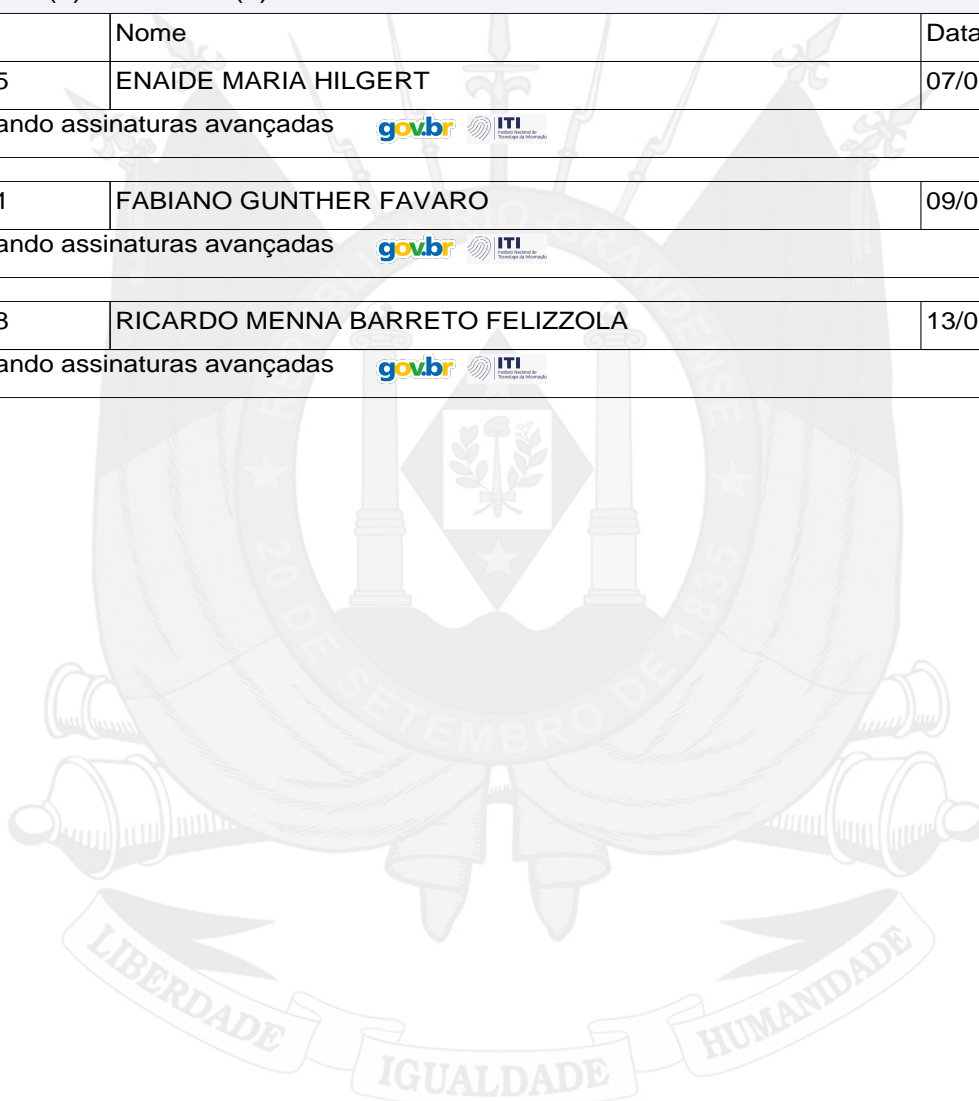 Nome Data
5 ENAIDE MARIA HILGERT 07/0
ando assinaturas avançadas gov.br ITI
1 FABIANO GUNTHER FAVARO 09/0
ando assinaturas avançadas gov.br ITI
3 RICARDO MENNA BARRETO FELIZZOLA 13/0
ando assinaturas avançadas gov.br ITI
20 DE SETEMBRO DE 1835
LIBERDADE IGUALDADE HUMANIDADE